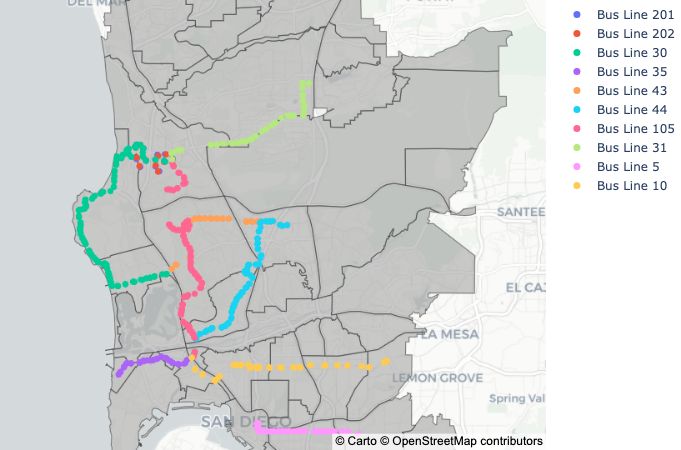 DEL MAR
SANTEE
EL CAJ
LA MESA
LEMON GROVE
Spring Val
SAN DIEGO
© Carto © OpenStreetMap contributors
Bus Line 201
Bus Line 202
Bus Line 30
Bus Line 35
Bus Line 43
Bus Line 44
Bus Line 105
Bus Line 31
Bus Line 5
Bus Line 10